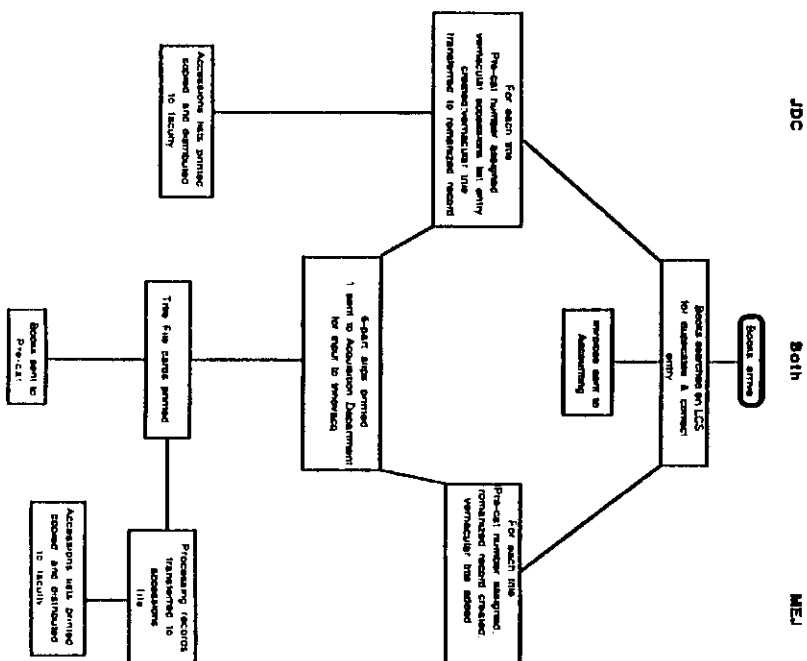 JDC
Both
MEJ
Books arrive
Books searched on LCS
for duplicates & correct
entry
Invoices sent to
Accounting
For each title
Pre-cat number assigned
vernacular accessions list entry
created/vernacular title
transferred to romanized record
For each title
Pre-cat number assigned,
romanized record created,
vernacular title added
6-part slips printed
1 sent to Acquisition Department
for input to Innovacq
Accessions lists printed
copied and distributed
to faculty
Title file cards printed
Processing records
transferred to
accessions
file
Books sent to
Pre-cat
Accessions lists printed
copied and distributed
to faculty